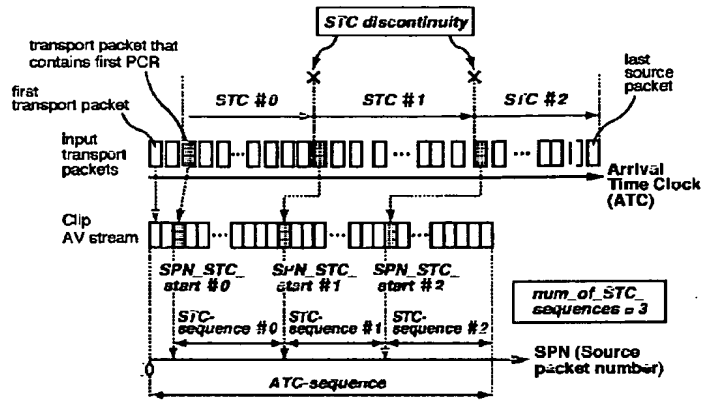 STC discontinuity
transport packet that
contains first PCR
first
transport packet
last
source
packet
STC #0
STC #1
STC #2
input
transport
packets
Arrival
Time Clock
(ATC)
Clip
AV stream
SPN_STC_
start #0
SPN_STC_
start #1
SPN_STC_
start #2
num_of_STC_
sequences = 3
STC-
sequence #0
STC-
sequence #1
STC-
sequence #2
SPN (Source
packet number)
0
ATC-sequence